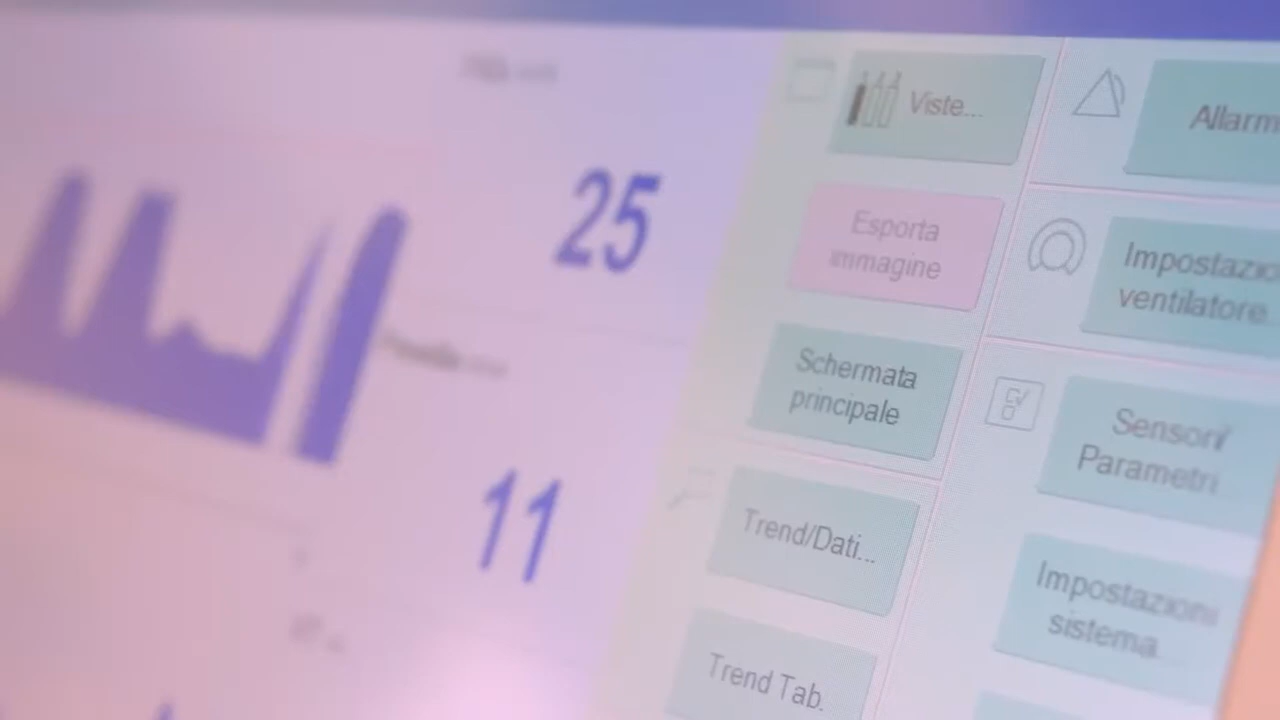 25
11
Viste...
Esporta
immagine
Schermata
principale
Trend/Dati...
Trend Tab.
Allarm
Impostazio
ventilatore...
Sensori/
Parametri
Impostazioni
sistema...